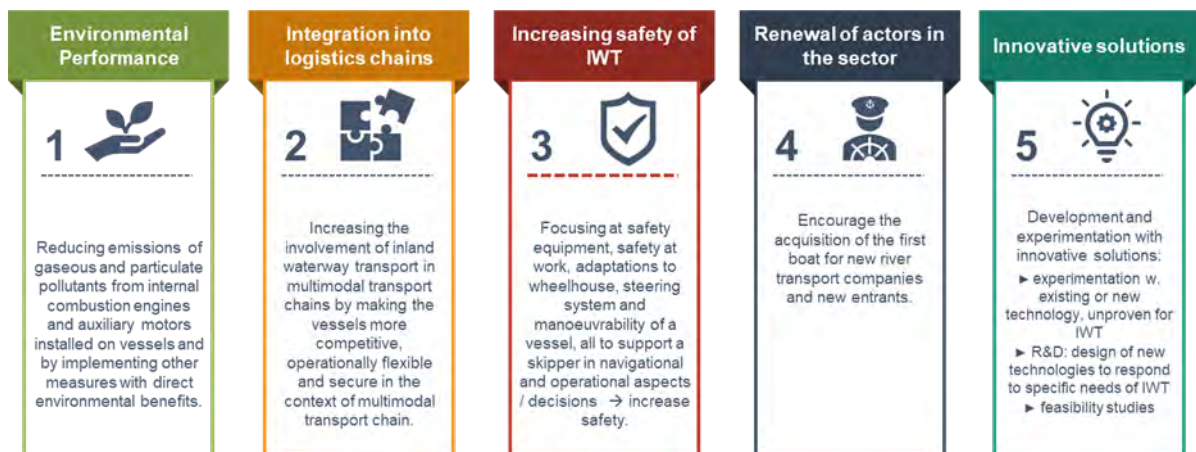 Environmental
Performance
1
Reducing emissions of
gaseous and particulate
pollutants from internal
combustion engines
and auxiliary motors
installed on vessels and
by implementing other
measures with direct
environmental benefits.
Integration into
logistics chains
2
Increasing the
involvement of inland
waterway transport in
multimodal transport
chains by making the
vessels more
competitive,
operationally flexible
and secure in the
context of multimodal
transport chain.
Increasing safety of
IWT
3
Focusing at safety
equipment, safety at
work, adaptations to
wheelhouse, steering
system and
manoeuvrability of a
vessel, all to support a
skipper in navigational
and operational aspects
/ decisions → increase
safety.
Renewal of actors in
the sector
4
Encourage the
acquisition of the first
boat for new river
transport companies
and new entrants.
Innovative solutions
5
Development and
experimentation with
innovative solutions:
► experimentation w.
existing or new
technology, unproven for
IWT
► R&D: design of new
technologies to respond
to specific needs of IWT
► feasibility studies